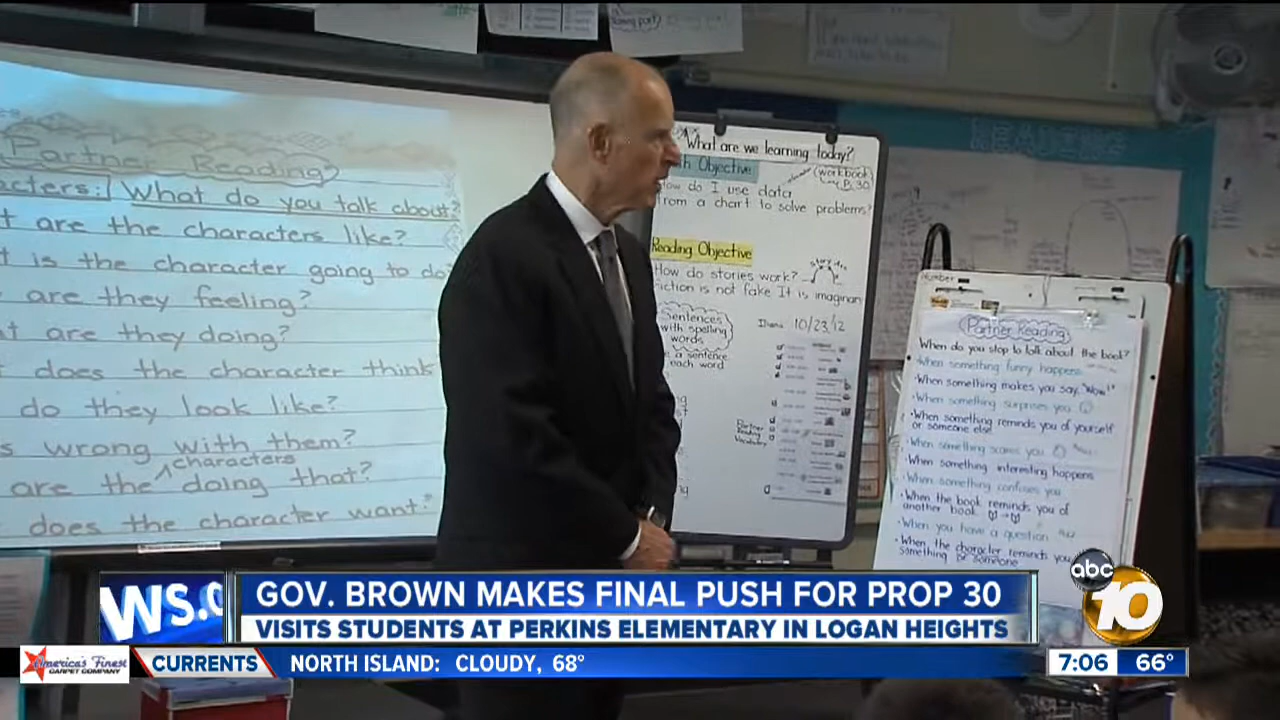 Partner Reading
What do you talk about?
are the characters like?
is the character going to do
are they feeling?
are they doing?
does the character think
do they look like?
wrong with them?
characters
are the doing that?
does the character want?
What are we learning today?
Objective
(workbook
How do I use data
from a chart to solve problems?
Reading Objective
How do stories work?
Fiction is not fake It is
Sentences
with spelling
words
a sentence
each word
10/23/12
Partner
Reading
Vocabulary
number
Partner Reading
When do you stop to talk about the book?
•When something funny happens
•When something makes you say, "Wow!"
•When something surprises you
•When something reminds you of yourself
or someone else
•When something scares you
•When something interesting happens
•When something confuses you
•When the book reminds you of
another book
•When you have a question
•When the character reminds you
something or someone
GOV. BROWN MAKES FINAL PUSH FOR PROP 30
VISITS STUDENTS AT PERKINS ELEMENTARY IN LOGAN HEIGHTS
abc
10
America's Finest
CARPET COMPANY
CURRENTS
NORTH ISLAND: CLOUDY, 68°
7:06
66°